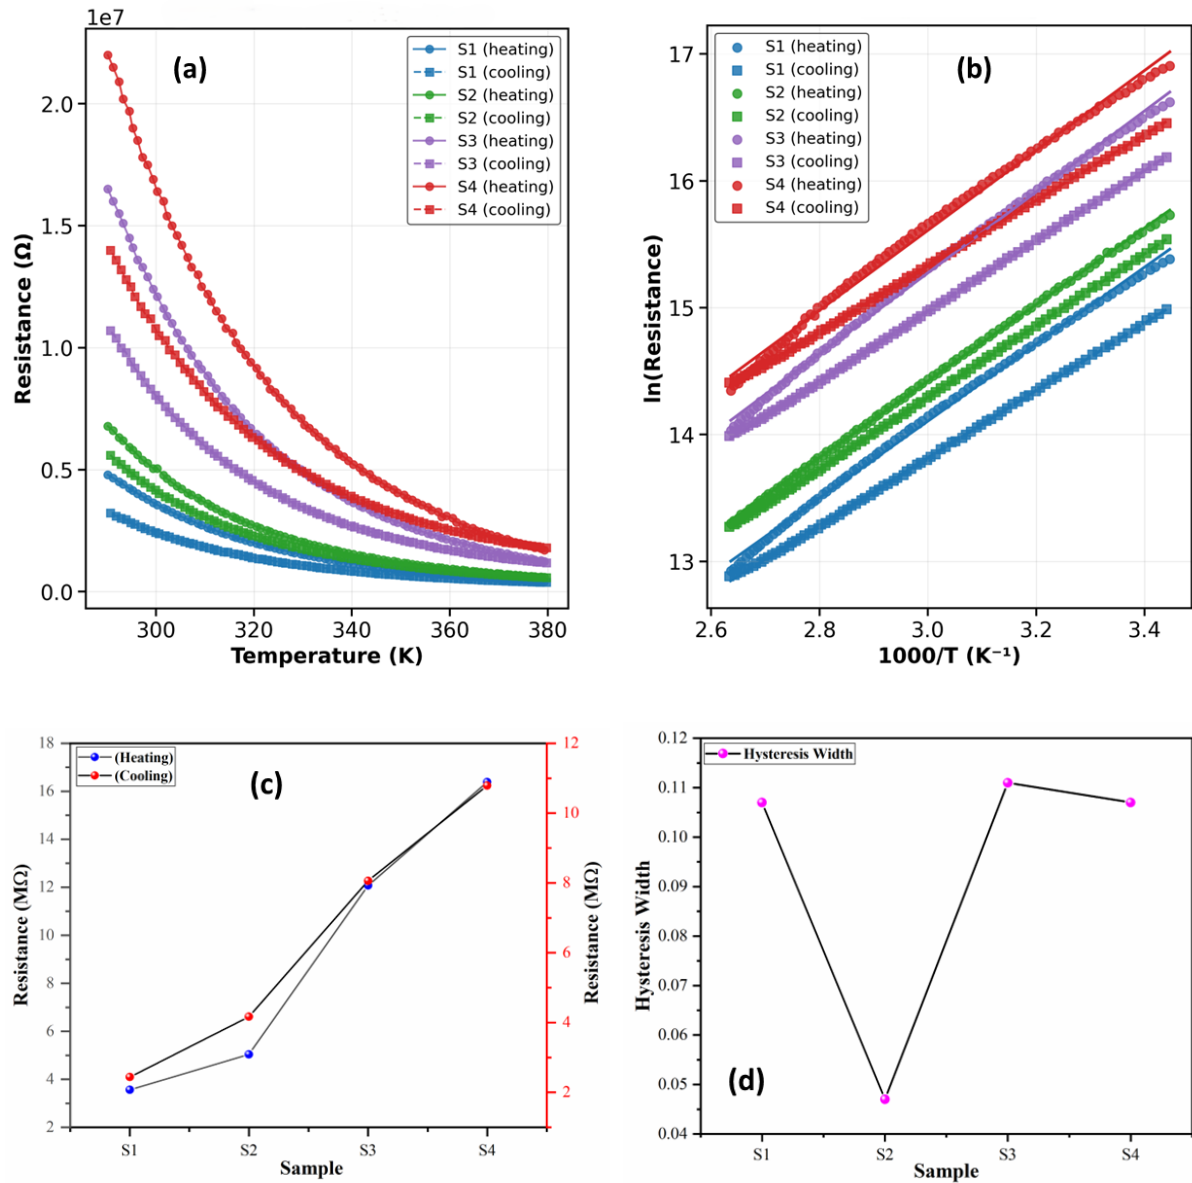 1e7
(a)
S1 (heating)
S1 (cooling)
S2 (heating)
S2 (cooling)
S3 (heating)
S3 (cooling)
S4 (heating)
S4 (cooling)
2.0
1.5
1.0
0.5
0.0
Resistance (Ω)
300 320 340 360 380
Temperature (K)
(b)
S1 (heating)
S1 (cooling)
S2 (heating)
S2 (cooling)
S3 (heating)
S3 (cooling)
S4 (heating)
S4 (cooling)
17
16
15
14
13
ln(Resistance)
2.6 2.8 3.0 3.2 3.4
1000/T (K⁻¹)
(Heating)
(Cooling)
(c)
18
16
14
12
10
8
6
4
2
Resistance (MΩ)
12
10
8
6
4
2
Resistance (MΩ)
S1 S2 S3 S4
Sample
Hysteresis Width
(d)
0.12
0.11
0.10
0.09
0.08
0.07
0.06
0.05
0.04
Hysteresis Width
S1 S2 S3 S4
Sample